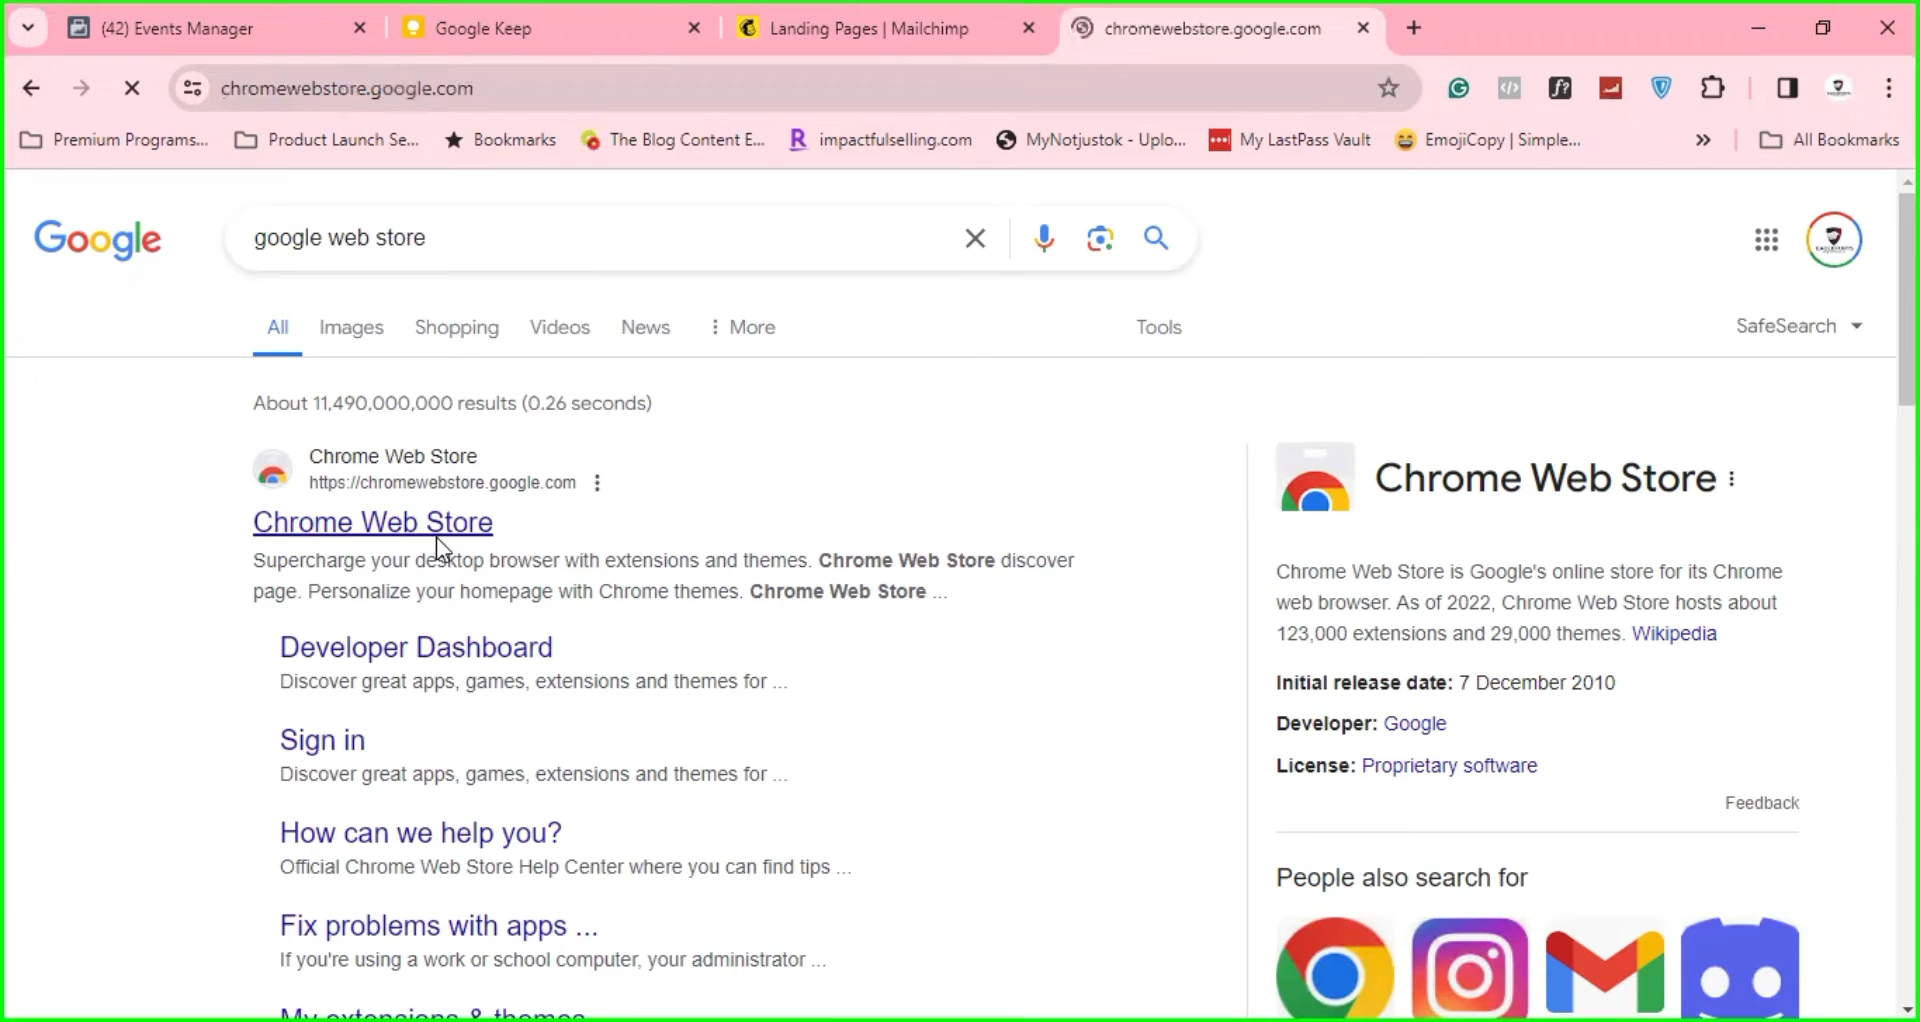 (42) Events Manager
Google Keep
Landing Pages | Mailchimp
chromewebstore.google.com
chromewebstore.google.com
Premium Programs...
Product Launch Se...
Bookmarks
The Blog Content E...
impactfulselling.com
MyNotjustok - Uplo...
My LastPass Vault
EmojiCopy | Simple...
All Bookmarks
Google
google web store
All
Images
Shopping
Videos
News
More
Tools
SafeSearch
About 11,490,000,000 results (0.26 seconds)
Chrome Web Store
https://chromewebstore.google.com
Chrome Web Store
Supercharge your desktop browser with extensions and themes. Chrome Web Store discover
page. Personalize your homepage with Chrome themes. Chrome Web Store ...
Developer Dashboard
Discover great apps, games, extensions and themes for ...
Sign in
Discover great apps, games, extensions and themes for ...
How can we help you?
Official Chrome Web Store Help Center where you can find tips ...
Fix problems with apps ...
If you're using a work or school computer, your administrator ...
My extensions & themes
Chrome Web Store
Chrome Web Store is Google's online store for its Chrome
web browser. As of 2022, Chrome Web Store hosts about
123,000 extensions and 29,000 themes. Wikipedia
Initial release date: 7 December 2010
Developer: Google
License: Proprietary software
Feedback
People also search for